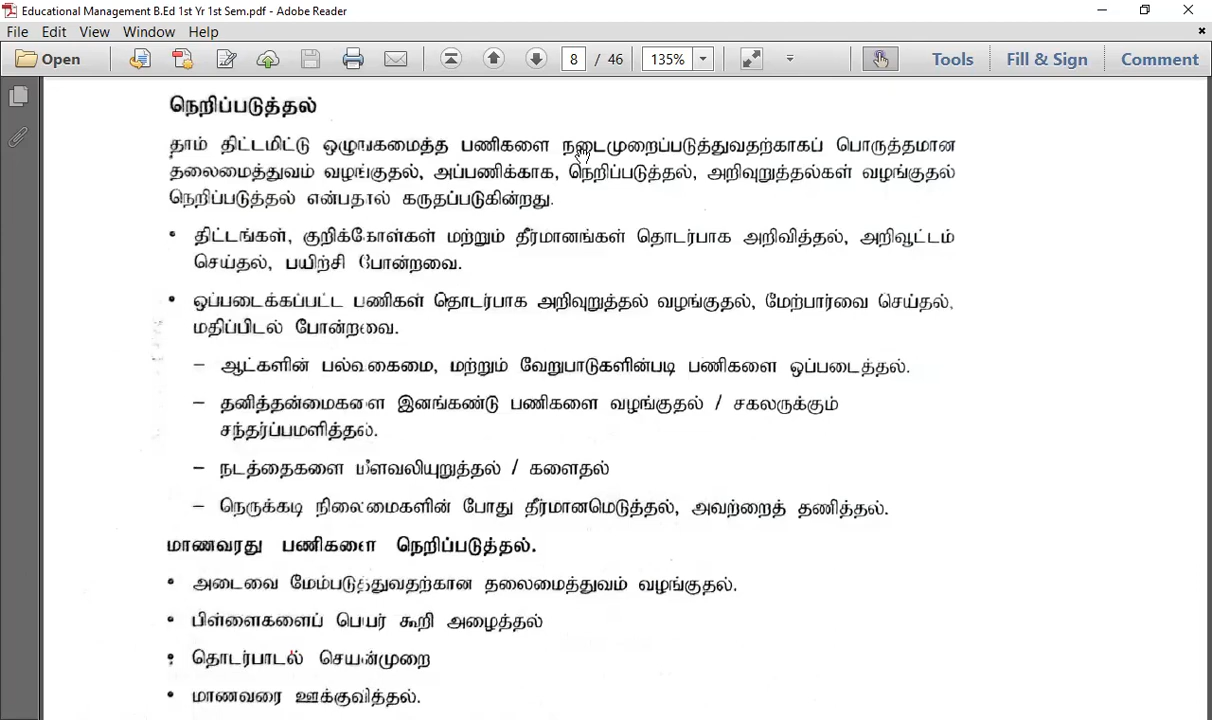 Educational Management B.Ed 1st Yr 1st Sem.pdf - Adobe Reader
File Edit View Window Help
Open 8 / 46 135% Tools Fill & Sign Comment
நெறிப்படுத்தல்
தாம் திட்டமிட்டு ஒழுங்கமைத்த பணிகளை நடைமுறைப்படுத்துவதற்காகப் பொருத்தமான
தலைமைத்துவம் வழங்குதல், அப்பணிக்காக, நெறிப்படுத்தல், அறிவுறுத்தல்கள் வழங்குதல்
நெறிப்படுத்தல் என்பதால் கருதப்படுகின்றது.
• திட்டங்கள், குறிக்கோள்கள் மற்றும் தீர்மானங்கள் தொடர்பாக அறிவித்தல், அறிவூட்டம்
செய்தல், பயிற்சி போன்றவை.
• ஒப்படைக்கப்பட்ட பணிகள் தொடர்பாக அறிவுறுத்தல் வழங்குதல், மேற்பார்வை செய்தல்,
மதிப்பிடல் போன்றவை.
– ஆட்களின் பல்வகைமை, மற்றும் வேறுபாடுகளின்படி பணிகளை ஒப்படைத்தல்.
– தனித்தன்மைகளை இனங்கண்டு பணிகளை வழங்குதல் / சகலருக்கும்
சந்தர்ப்பமளித்தல்.
– நடத்தைகளை மீளவலியுறுத்தல் / களைதல்
– நெருக்கடி நிலைமைகளின் போது தீர்மானமெடுத்தல், அவற்றைத் தணித்தல்.
மாணவரது பணிகளை நெறிப்படுத்தல்.
• அடைவை மேம்படுத்துவதற்கான தலைமைத்துவம் வழங்குதல்.
• பிள்ளைகளைப் பெயர் கூறி அழைத்தல்
• தொடர்பாடல் செயன்முறை
• மாணவரை ஊக்குவித்தல்.